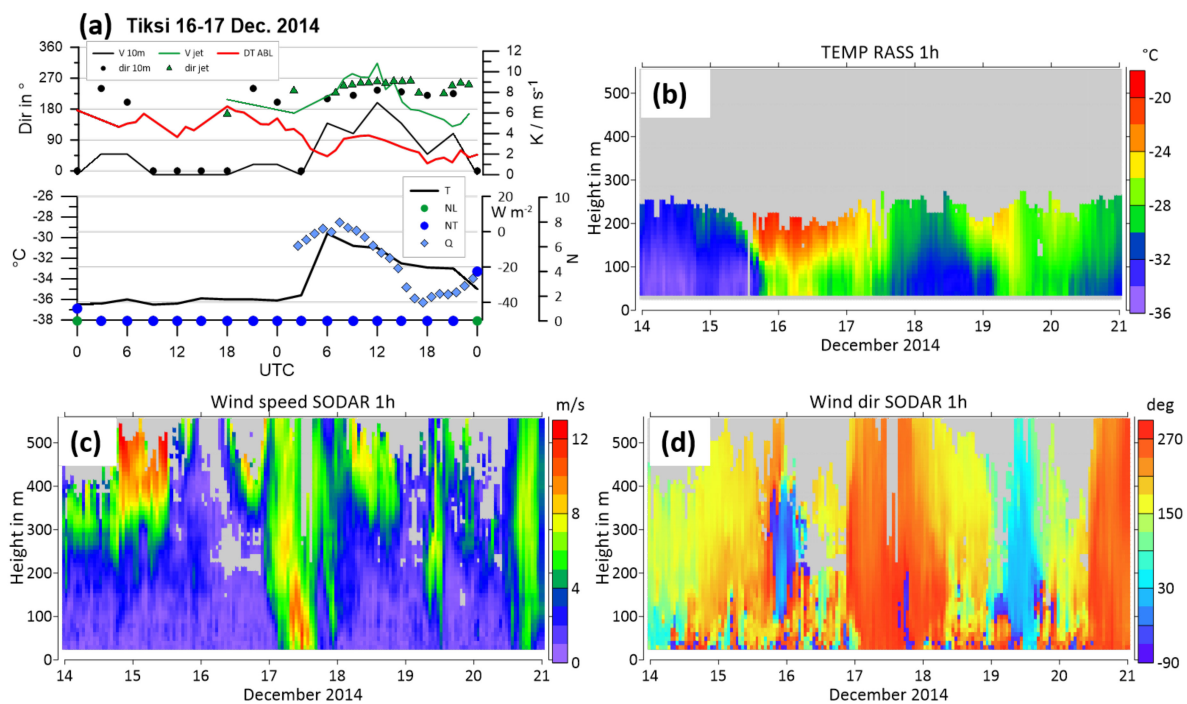 (a) Tiksi 16-17 Dec. 2014
V 10m V jet DT ABL
dir 10m dir jet
Dir in °
360
270
180
90
0
12
10
8
6
4
2
0
K / m s-1
°C
-26
-28
-30
-32
-34
-36
-38
T
NL
NT
Q
20
W m-2
0
-20
-40
10
8
6
4
2
0
N
0 6 12 18 0 6 12 18 0
UTC
(b)
TEMP RASS 1h
°C
Height in m
500
400
300
200
100
0
14 15 16 17 18 19 20 21
December 2014
-20
-24
-28
-32
-36
(c)
Wind speed SODAR 1h
m/s
Height in m
500
400
300
200
100
0
14 15 16 17 18 19 20 21
December 2014
12
8
4
0
(d)
Wind dir SODAR 1h
deg
Height in m
500
400
300
200
100
0
14 15 16 17 18 19 20 21
December 2014
270
150
30
-90